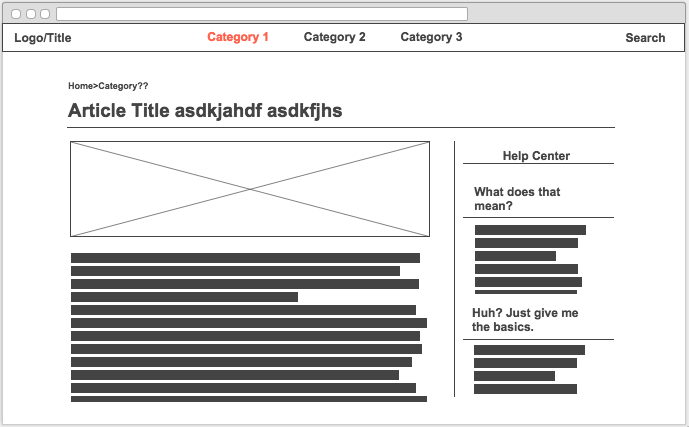 Logo/Title Category 1 Category 2 Category 3 Search
Home>Category??
Article Title asdkjahdf asdkfjhs
Help Center
What does that
mean?
Huh? Just give me
the basics.